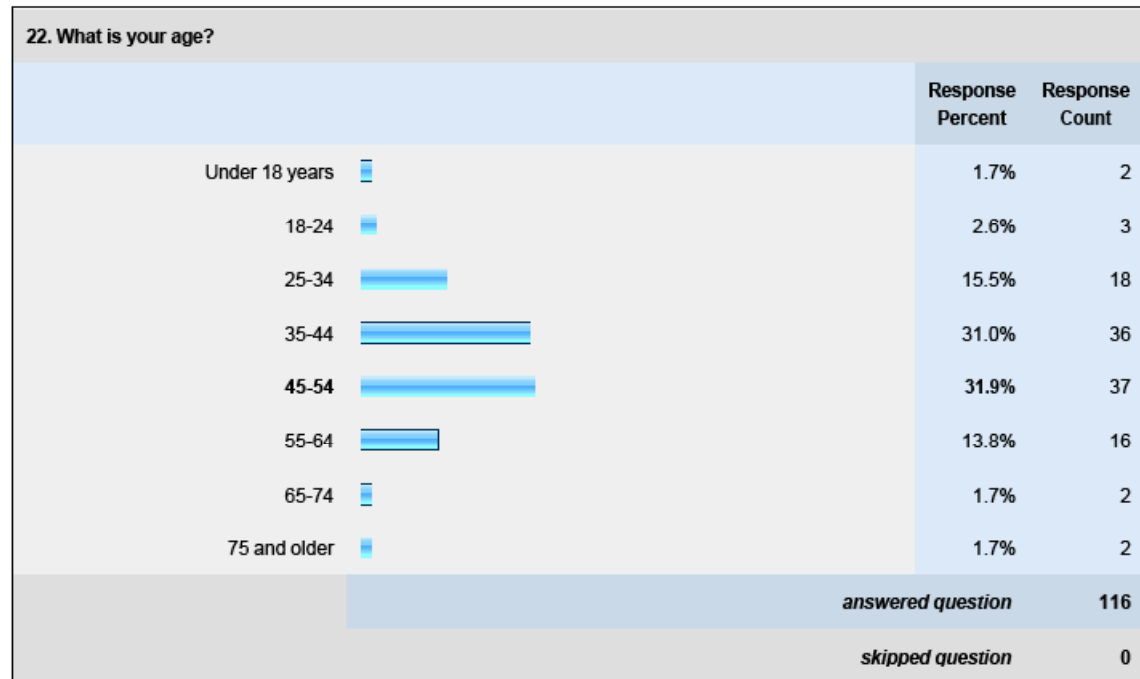 22. What is your age?
Response Percent Response Count
Under 18 years 1.7% 2
18-24 2.6% 3
25-34 15.5% 18
35-44 31.0% 36
45-54 31.9% 37
55-64 13.8% 16
65-74 1.7% 2
75 and older 1.7% 2
answered question 116
skipped question 0